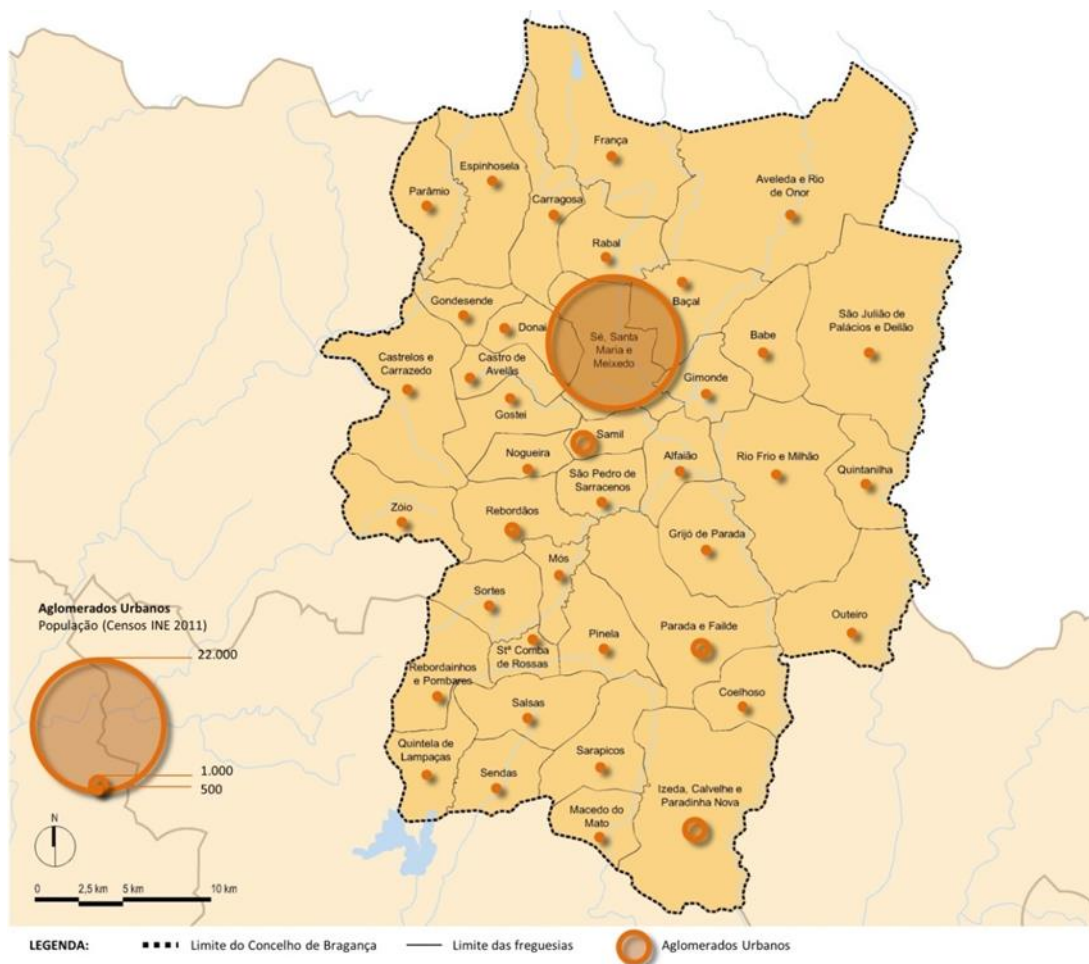 França
Espinhosela
Aveleda e Rio
de Onor
Parâmio
Carragosa
Rabal
Gondesende
Baçal
São Julião de
Palácios e Deilão
Donai
Sé, Santa
Maria e
Meixedo
Babe
Castrelos e
Carrazedo
Castro de
Avelãs
Gimonde
Gostei
Samil
Nogueira
Alfaião
Rio Frio e Milhão
São Pedro de
Sarracenos
Quintanilha
Zoio
Rebordãos
Grijó de Parada
Mós
Sortes
Outeiro
Parada e Faílde
Pinela
Stª Comba
de Rossas
Rebordainhos
e Pombares
Coelhoso
Salsas
Quintela de
Lampaças
Sarapicos
Sendas
Izeda, Calvelhe e
Paradinha Nova
Macedo do
Mato
Aglomerados Urbanos
População (Censos INE 2011)
22.000
1.000
500
N
0 2,5 km 5 km 10 km
LEGENDA: Limite do Concelho de Bragança Limite das freguesias Aglomerados Urbanos